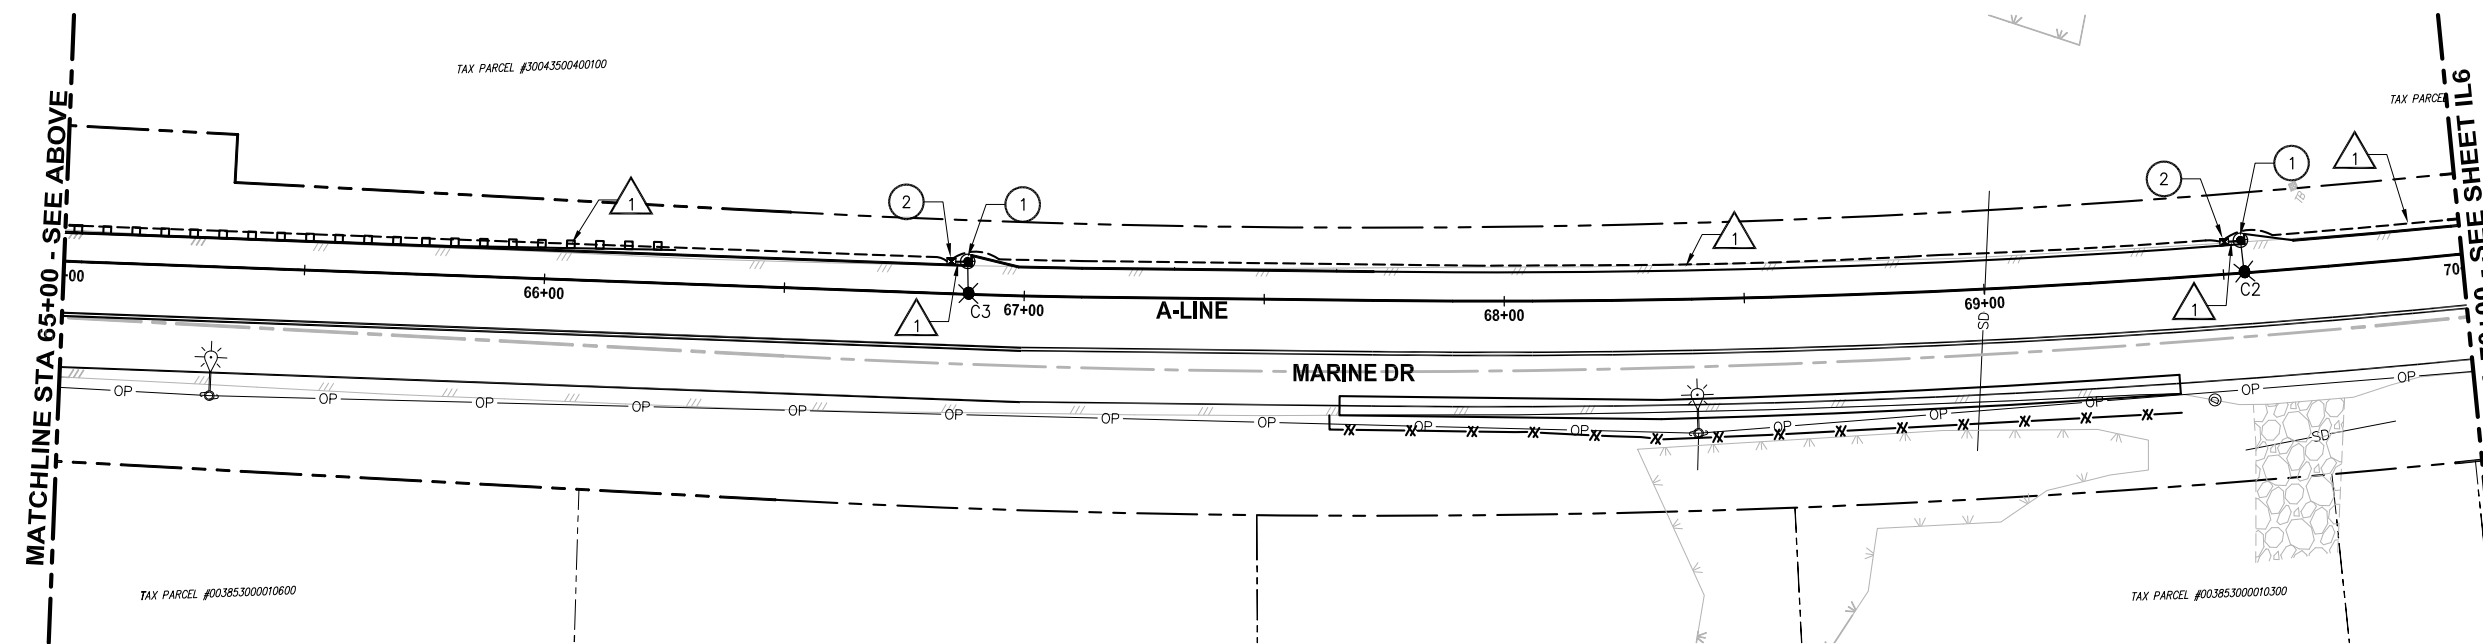 TAX PARCEL #30043500400100
TAX PARCEL
MATCHLINE STA 65+00 - SEE ABOVE
SEE SHEET IL6
1
2
1
1
2
1
1
TB
+00
66+00
1
C3
67+00
A-LINE
68+00
69+00
SD
1
C2
70
MARINE DR
OP
OP
OP
OP
OP
OP
OP
OP
OP
OP
OP
OP
OP
OP
SD
TAX PARCEL #003853000010600
TAX PARCEL #003853000010300